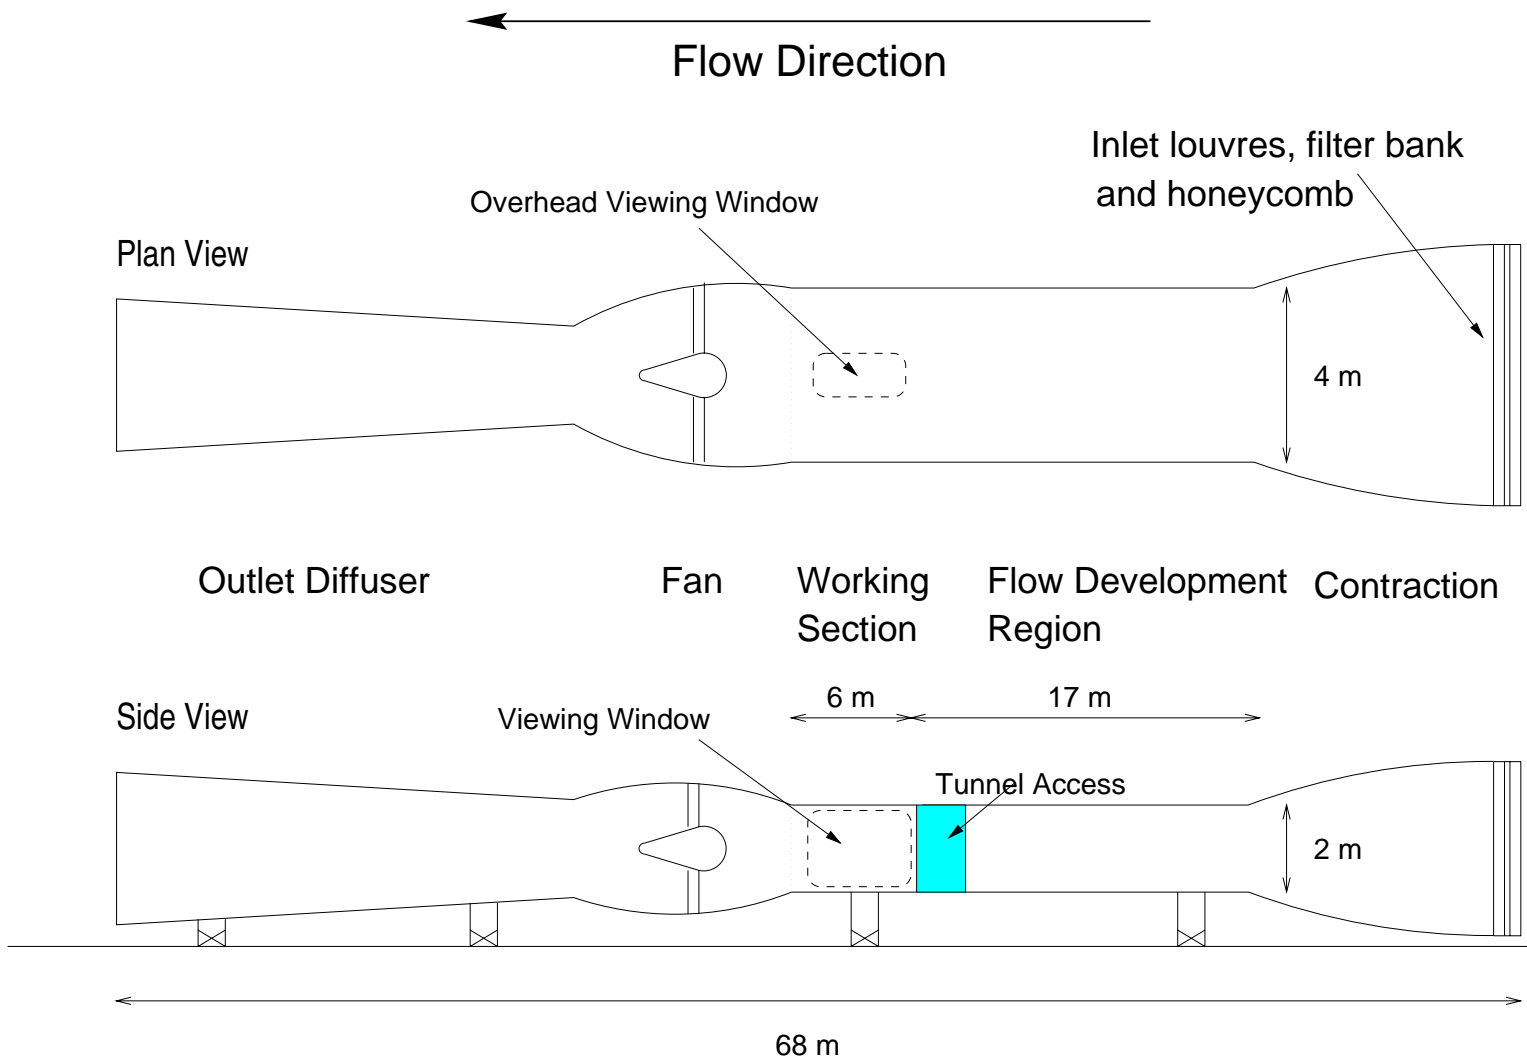 Flow Direction
Inlet louvres, filter bank
and honeycomb
Overhead Viewing Window
Plan View
4 m
Outlet Diffuser
Fan
Working
Section
Flow Development
Region
Contraction
6 m
17 m
Side View
Viewing Window
Tunnel Access
2 m
68 m